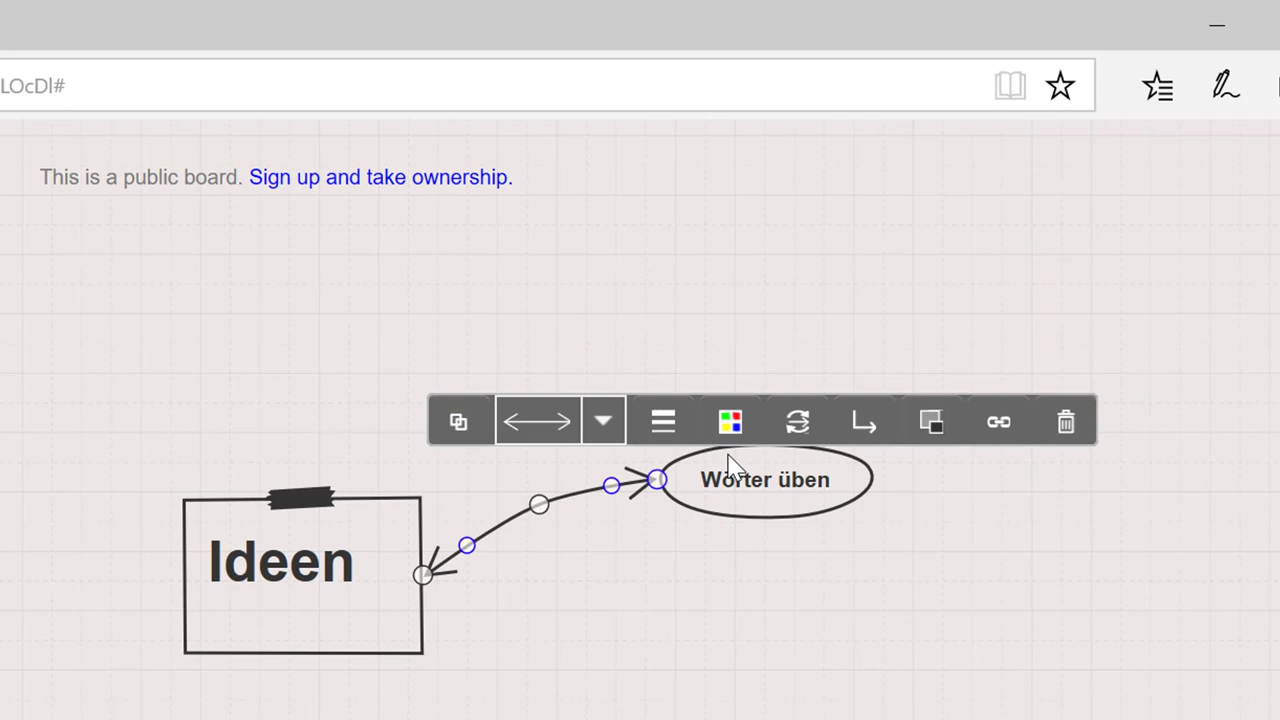 LOcDl#
This is a public board. Sign up and take ownership.
Wörter üben
Ideen